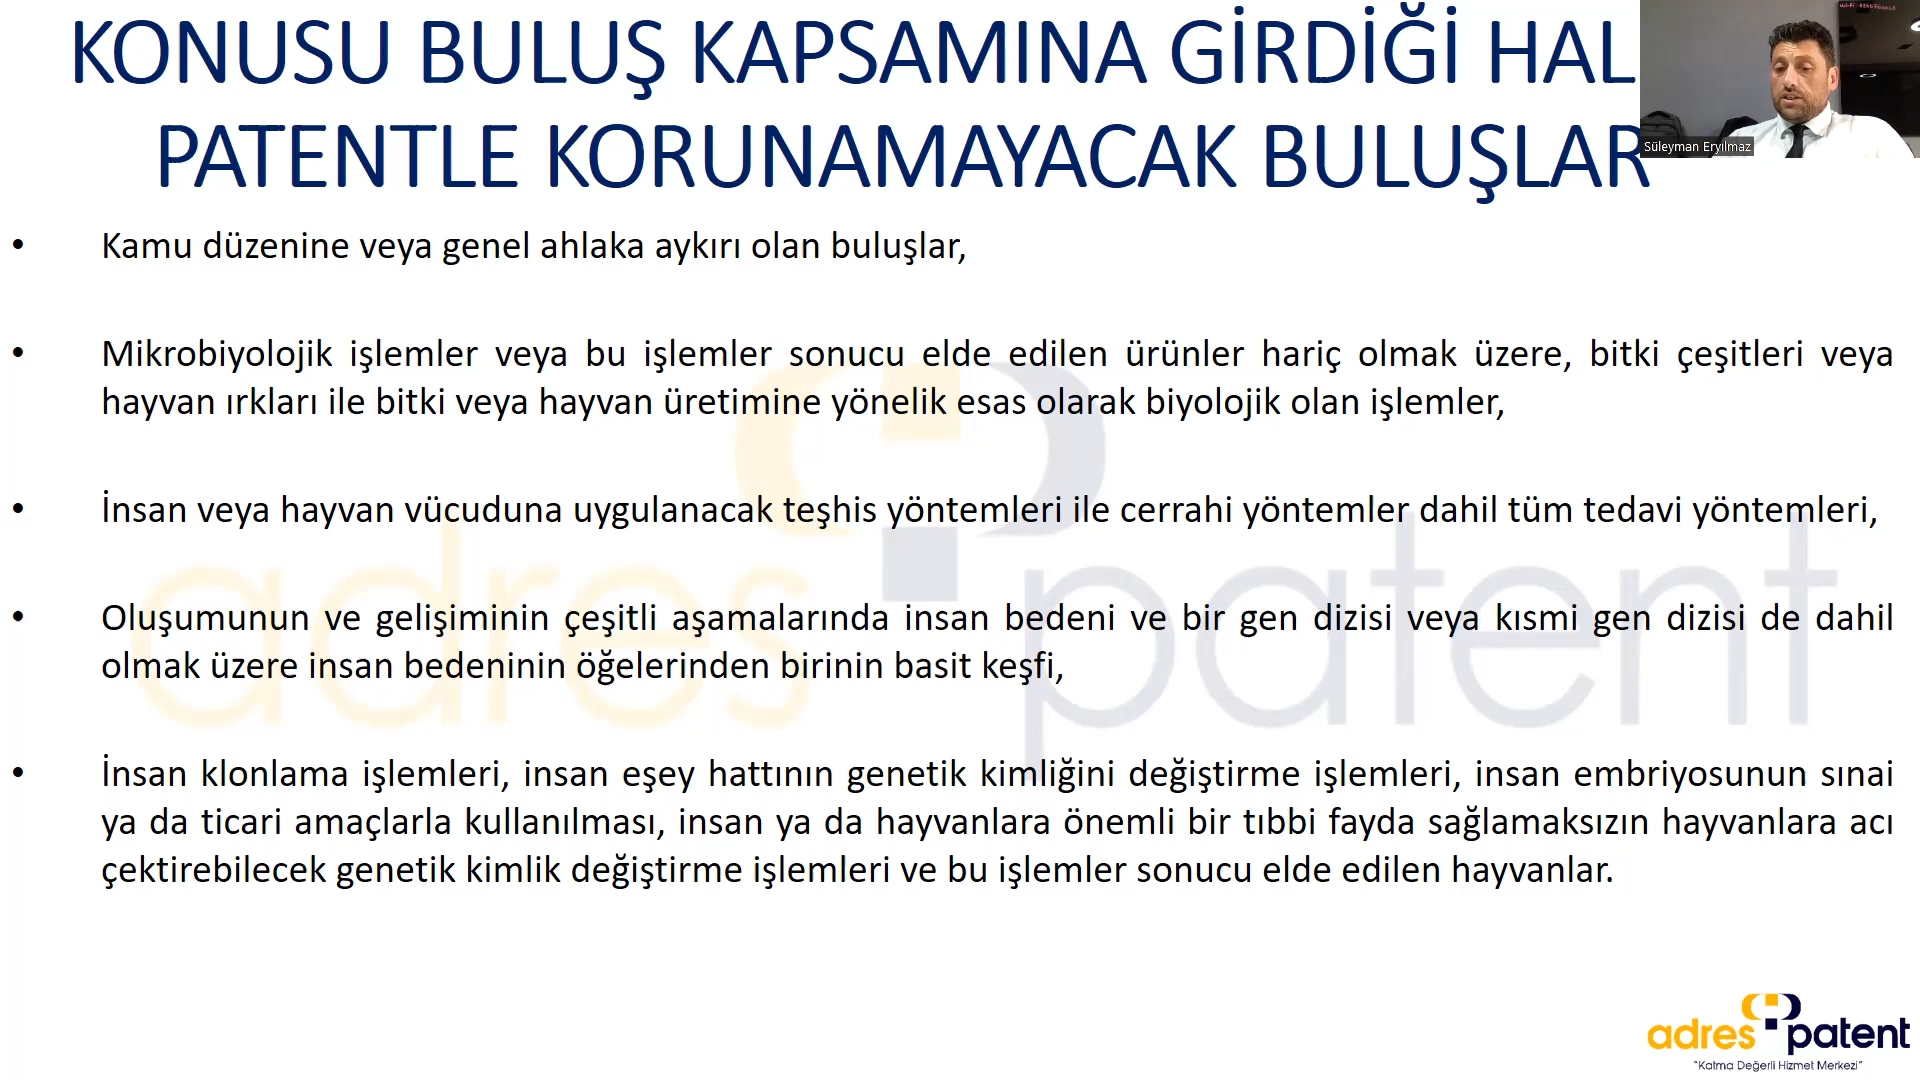 KONUSU BULUŞ KAPSAMINA GİRDİĞİ HAL
PATENTLE KORUNAMAYACAK BULUŞLAR
Süleyman Eryılmaz
• Kamu düzenine veya genel ahlaka aykırı olan buluşlar,
• Mikrobiyolojik işlemler veya bu işlemler sonucu elde edilen ürünler hariç olmak üzere, bitki çeşitleri veya
hayvan ırkları ile bitki veya hayvan üretimine yönelik esas olarak biyolojik olan işlemler,
• İnsan veya hayvan vücuduna uygulanacak teşhis yöntemleri ile cerrahi yöntemler dahil tüm tedavi yöntemleri,
• Oluşumunun ve gelişiminin çeşitli aşamalarında insan bedeni ve bir gen dizisi veya kısmi gen dizisi de dahil
olmak üzere insan bedeninin öğelerinden birinin basit keşfi,
• İnsan klonlama işlemleri, insan eşey hattının genetik kimliğini değiştirme işlemleri, insan embriyosunun sınai
ya da ticari amaçlarla kullanılması, insan ya da hayvanlara önemli bir tıbbi fayda sağlamaksızın hayvanlara acı
çektirebilecek genetik kimlik değiştirme işlemleri ve bu işlemler sonucu elde edilen hayvanlar.
adres patent
adres patent
"Katma Değerli Hizmet Merkezi"